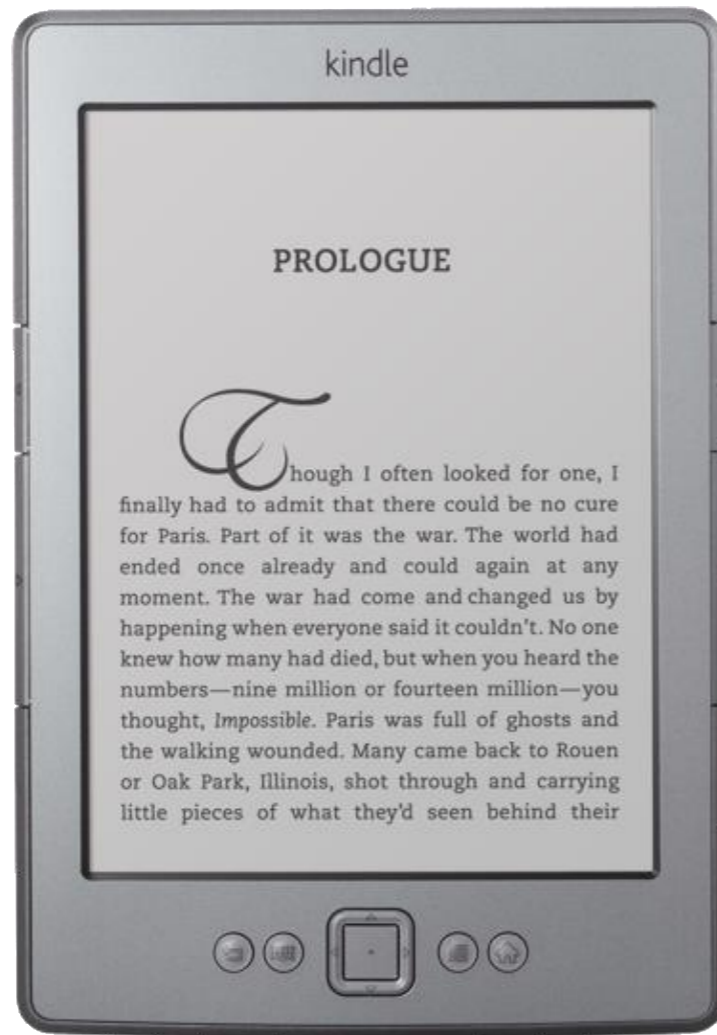 kindle
PROLOGUE
Though I often looked for one, I
finally had to admit that there could be no cure
for Paris. Part of it was the war. The world had
ended once already and could again at any
moment. The war had come and changed us by
happening when everyone said it couldn't. No one
knew how many had died, but when you heard the
numbers—nine million or fourteen million—you
thought, Impossible. Paris was full of ghosts and
the walking wounded. Many came back to Rouen
or Oak Park, Illinois, shot through and carrying
little pieces of what they'd seen behind their